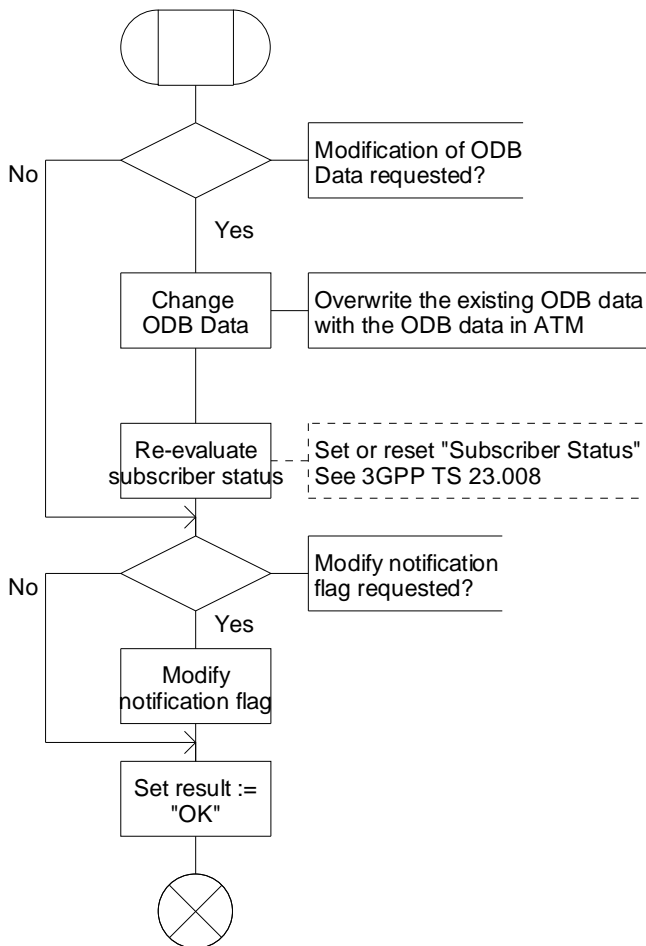 Modification of ODB
Data requested?
No
Yes
Change
ODB Data
Overwrite the existing ODB data
with the ODB data in ATM
Re-evaluate
subscriber status
Set or reset "Subscriber Status"
See 3GPP TS 23.008
Modify notification
flag requested?
No
Yes
Modify
notification flag
Set result :=
"OK"